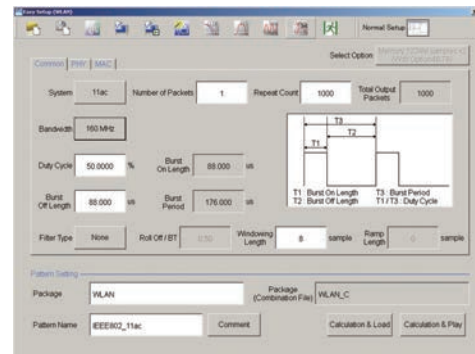 Easy Setup (WLAN)
Normal Setup
Select Option
Common PHY MAC
System 11ac Number of Packets 1 Repeat Count 1000 Total Output Packets 1000
Bandwidth 160 MHz
Duty Cycle 50.0000 % Burst On Length 88.000 us
Burst Off Length 88.000 us Burst Period 176.000 us
T3
T2
T1
T1 : Burst On Length T3 : Burst Period
T2 : Burst Off Length T1 / T3 : Duty Cycle
Filter Type None Roll Off / BT 0.50 Windowing Length 8 sample Ramp Length 0 sample
Pattern Setting
Package WLAN Package (Combination File) WLAN_C
Pattern Name IEEE802_11ac Comment Calculation & Load Calculation & Play